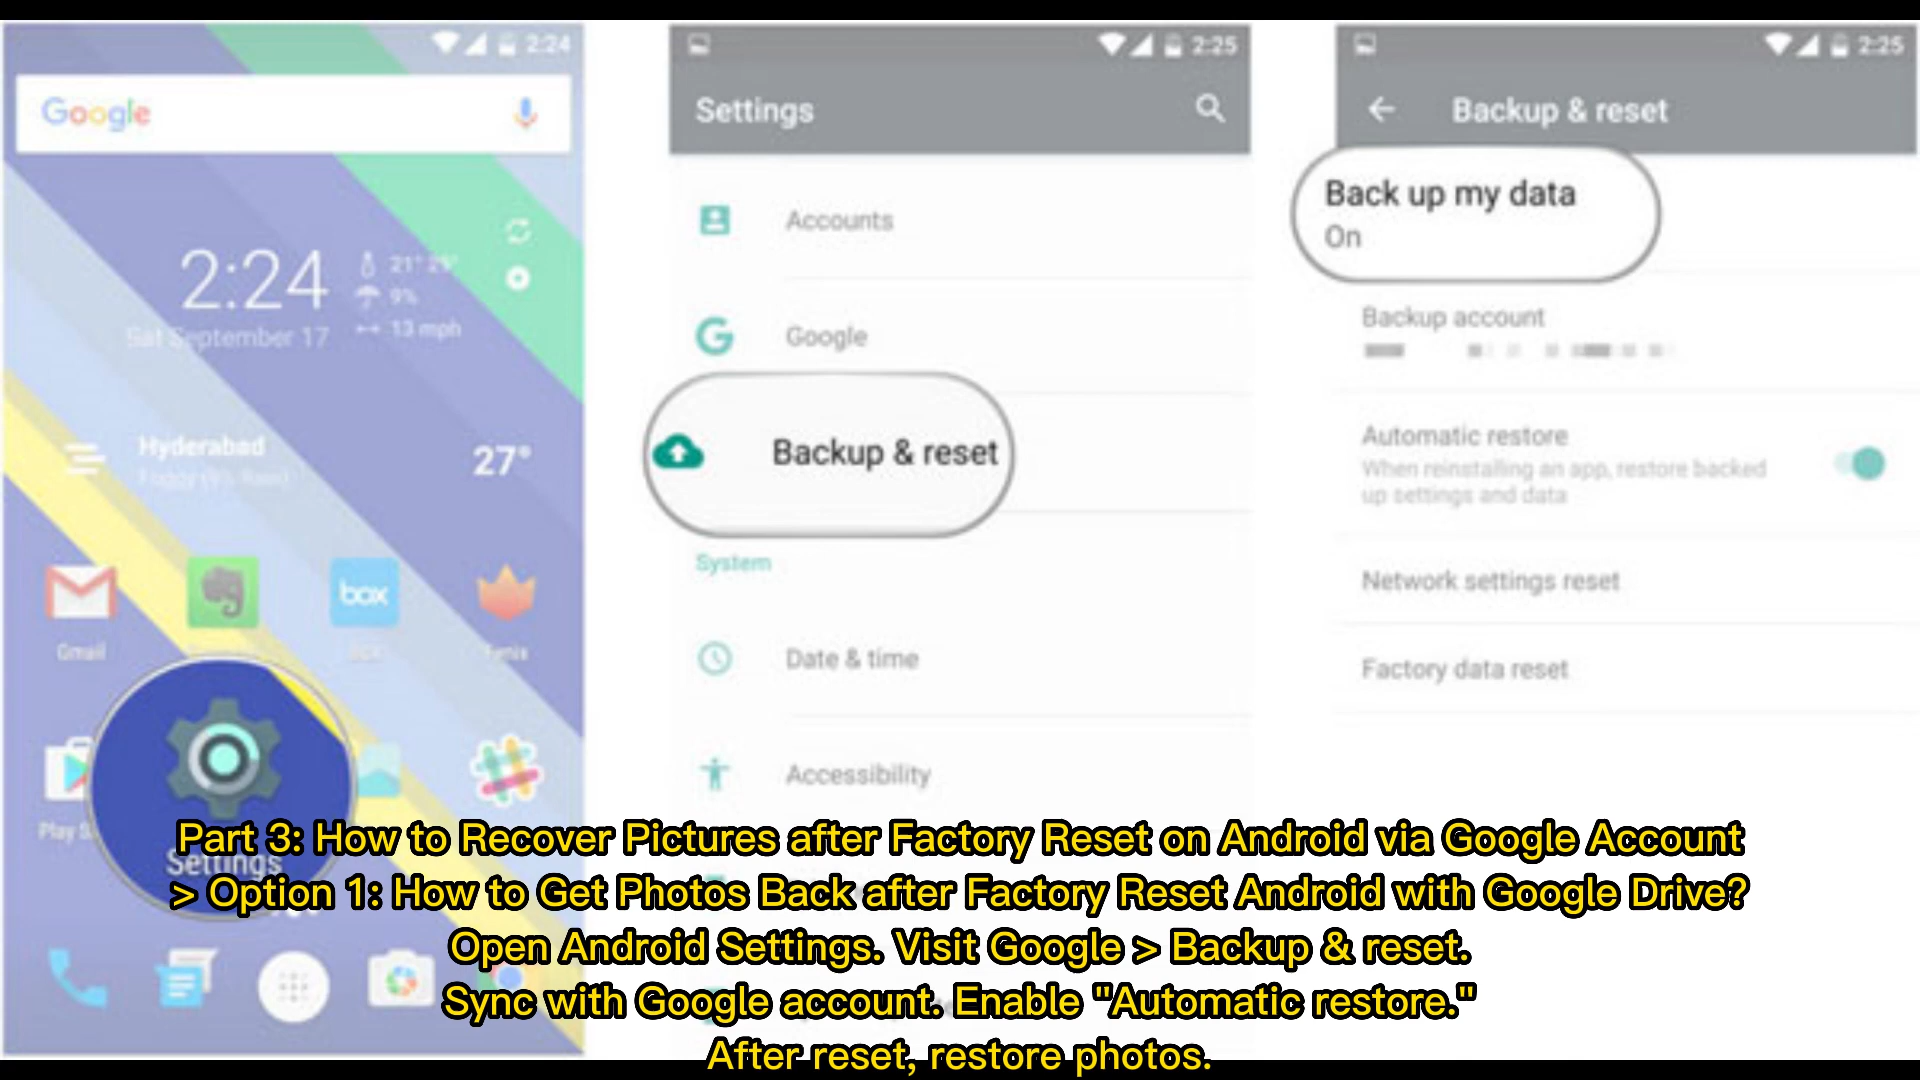 2:24
Google
2:24
21° 25°
9%
13 mph
Sat September 17
Hyderabad
27°
Gmail
box
Play S
Settings
2:25
Settings
Accounts
Google
Backup & reset
System
Date & time
Accessibility
2:25
Backup & reset
Back up my data
On
Backup account
Automatic restore
When reinstalling an app, restore backed
up settings and data
Network settings reset
Factory data reset
Part 3: How to Recover Pictures after Factory Reset on Android via Google Account
> Option 1: How to Get Photos Back after Factory Reset Android with Google Drive?
Open Android Settings. Visit Google > Backup & reset.
Sync with Google account. Enable "Automatic restore."
After reset, restore photos.